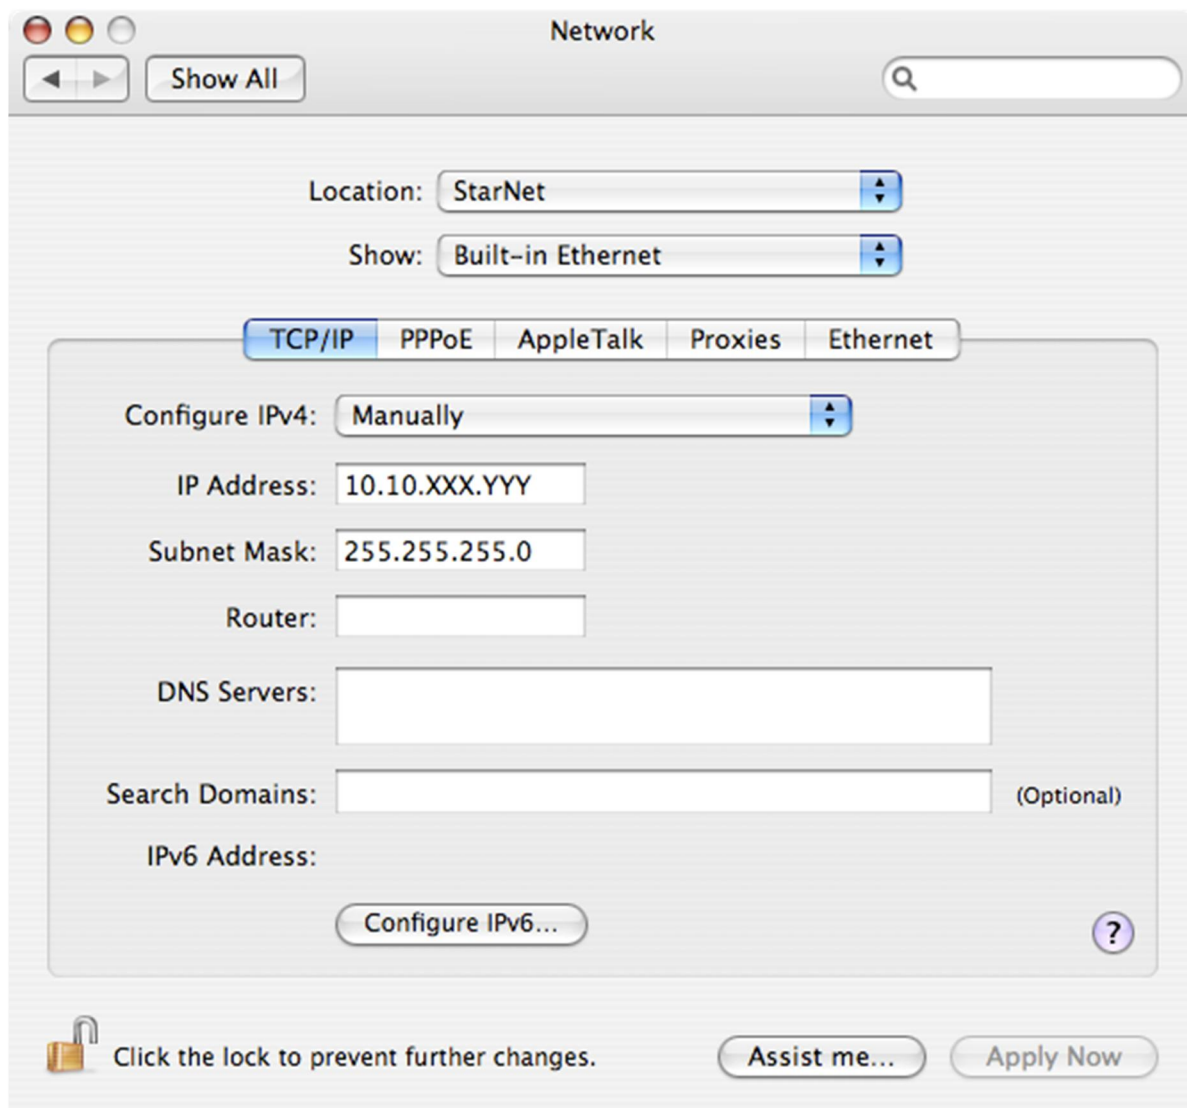 Network
Show All
Location: StarNet
Show: Built-in Ethernet
TCP/IP PPPoE AppleTalk Proxies Ethernet
Configure IPv4: Manually
IP Address: 10.10.XXX.YYY
Subnet Mask: 255.255.255.0
Router:
DNS Servers:
Search Domains: (Optional)
IPv6 Address:
Configure IPv6...
?
Click the lock to prevent further changes. Assist me... Apply Now